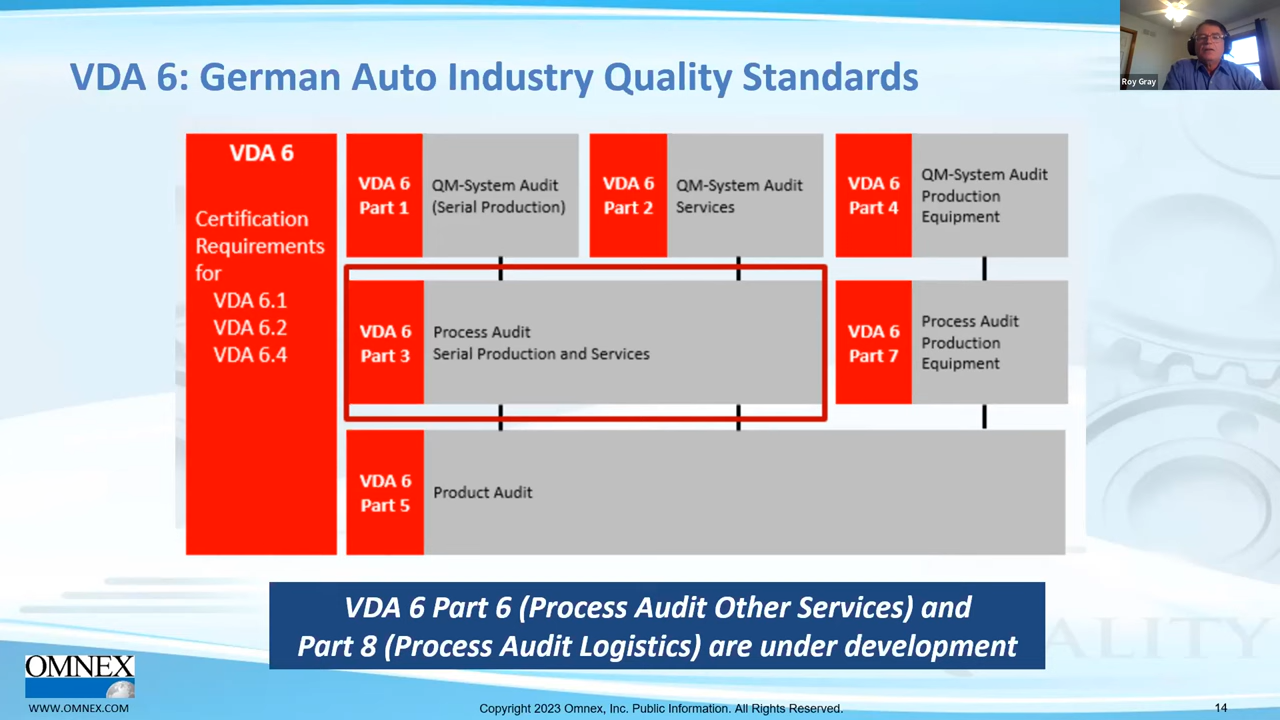 Roy Gray
VDA 6: German Auto Industry Quality Standards
VDA 6
Certification
Requirements
for
VDA 6.1
VDA 6.2
VDA 6.4
VDA 6
Part 1
QM-System Audit
(Serial Production)
VDA 6
Part 2
QM-System Audit
Services
VDA 6
Part 4
QM-System Audit
Production
Equipment
VDA 6
Part 3
Process Audit
Serial Production and Services
VDA 6
Part 7
Process Audit
Production
Equipment
VDA 6
Part 5
Product Audit
VDA 6 Part 6 (Process Audit Other Services) and
Part 8 (Process Audit Logistics) are under development
ALITY
OMNEX
WWW.OMNEX.COM
Copyright 2023 Omnex, Inc. Public Information. All Rights Reserved.
14